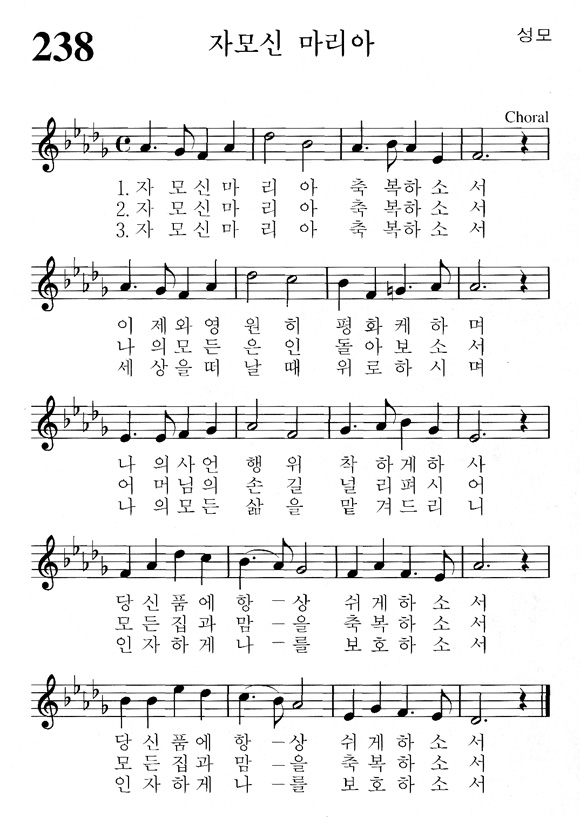 238 자모신 마리아 성모
Choral
1. 자 모신마 리 아 축 복하 소 서
2. 자 모신마 리 아 축 복하 소 서
3. 자 모신마 리 아 축 복하 소 서
이 제와영 원 히 평 화케 하 며
나 의모든 은 인 돌 아보 소 서
세 상을떠 날 때 위 로하 시 며
나 의사언 행 위 착 하게 하 사
어 머님의 손 길 널 리펴 시 어
나 의모든 삶 을 맡 겨드 리 니
당 신 품 에 항 - 상 쉬 게 하 소 서
모 든 집 과 맘 - 을 축 복 하 소 서
인 자 하 게 나 - 를 보 호 하 소 서
당 신 품 에 항 - 상 쉬 게 하 소 서
모 든 집 과 맘 - 을 축 복 하 소 서
인 자 하 게 나 - 를 보 호 하 소 서